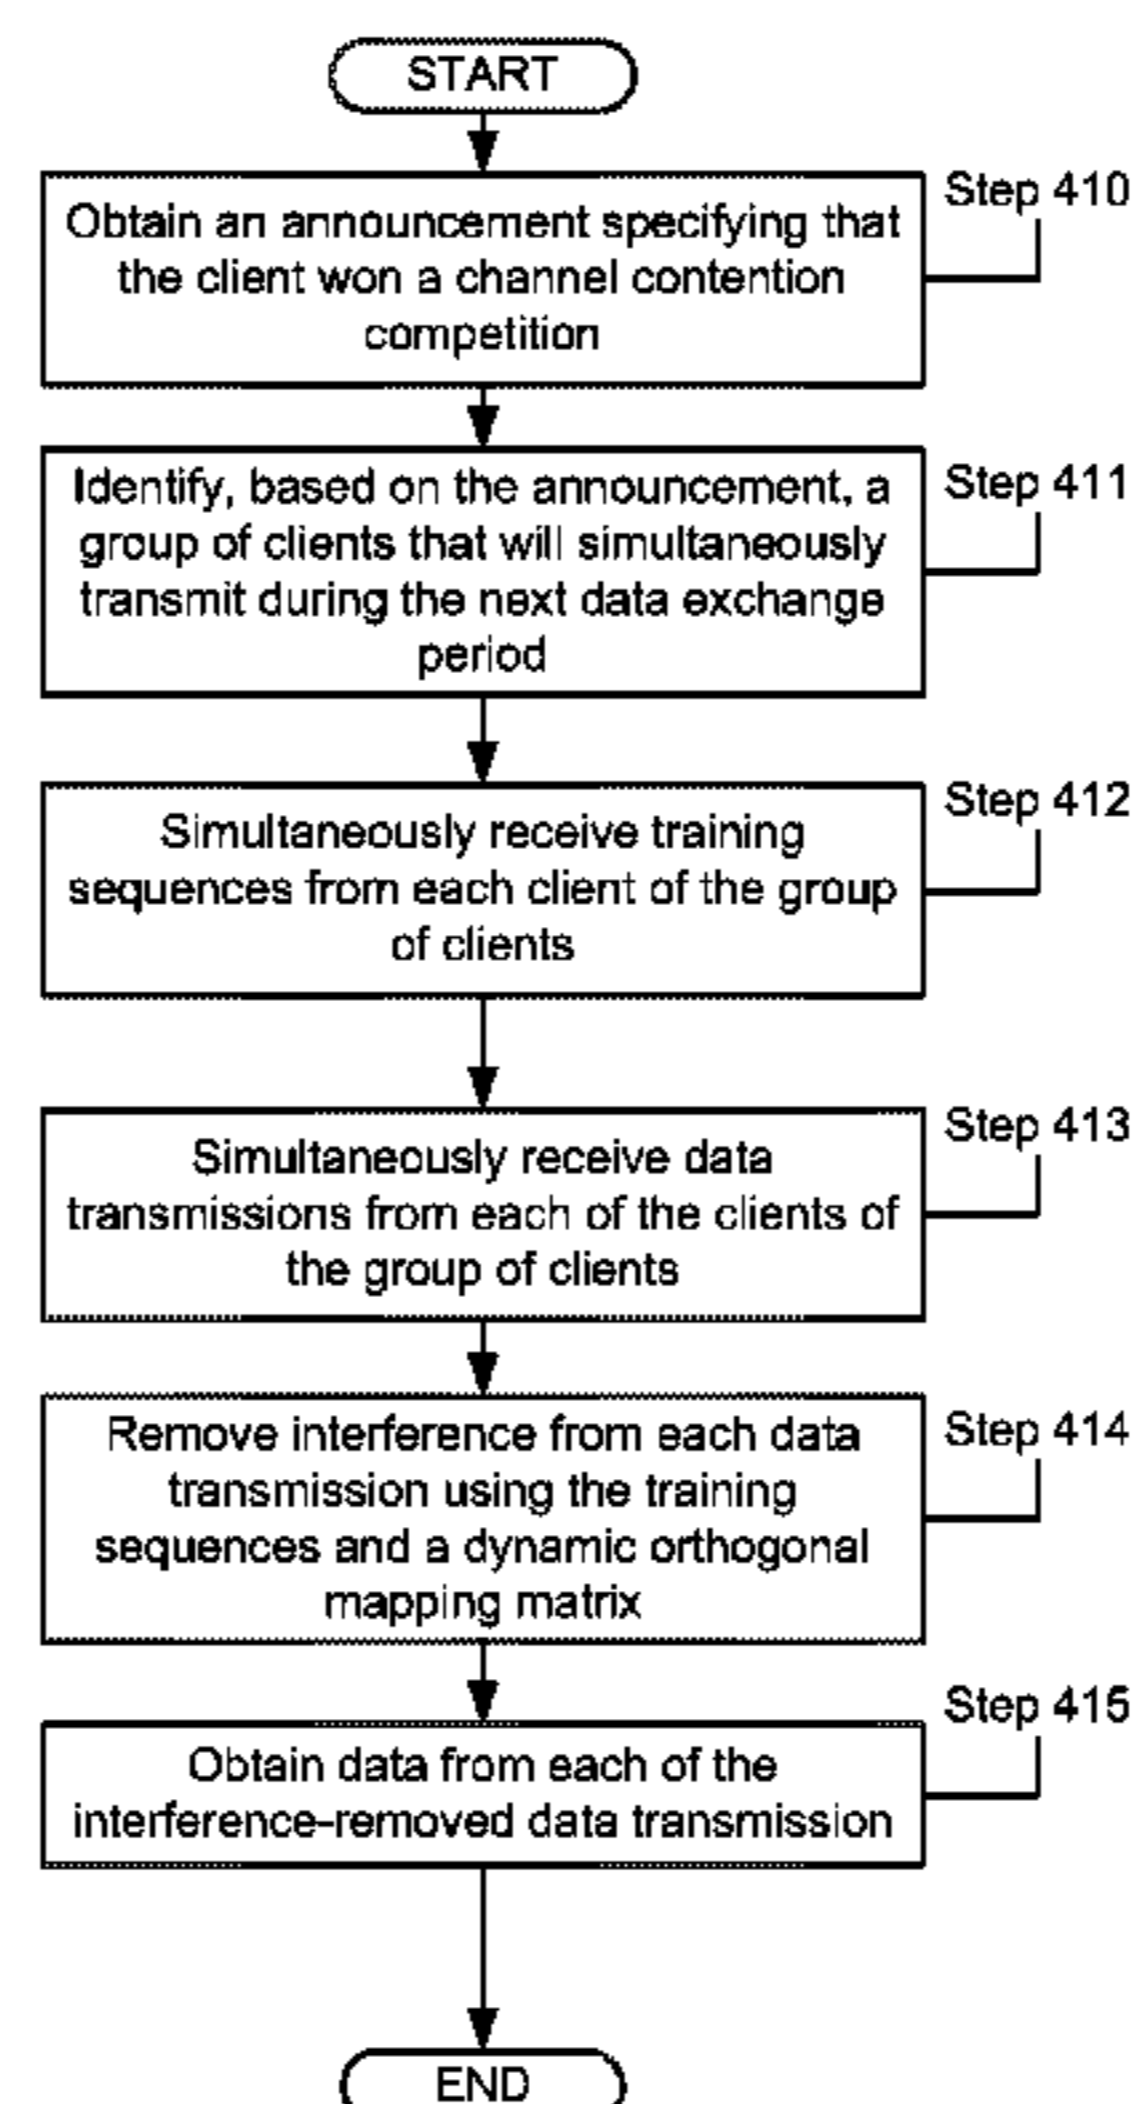 START
Step 410
Obtain an announcement specifying that
the client won a channel contention
competition
Step 411
Identify, based on the announcement, a
group of clients that will simultaneously
transmit during the next data exchange
period
Step 412
Simultaneously receive training
sequences from each client of the group
of clients
Step 413
Simultaneously receive data
transmissions from each of the clients of
the group of clients
Step 414
Remove interference from each data
transmission using the training
sequences and a dynamic orthogonal
mapping matrix
Step 415
Obtain data from each of the
interference-removed data transmission
END